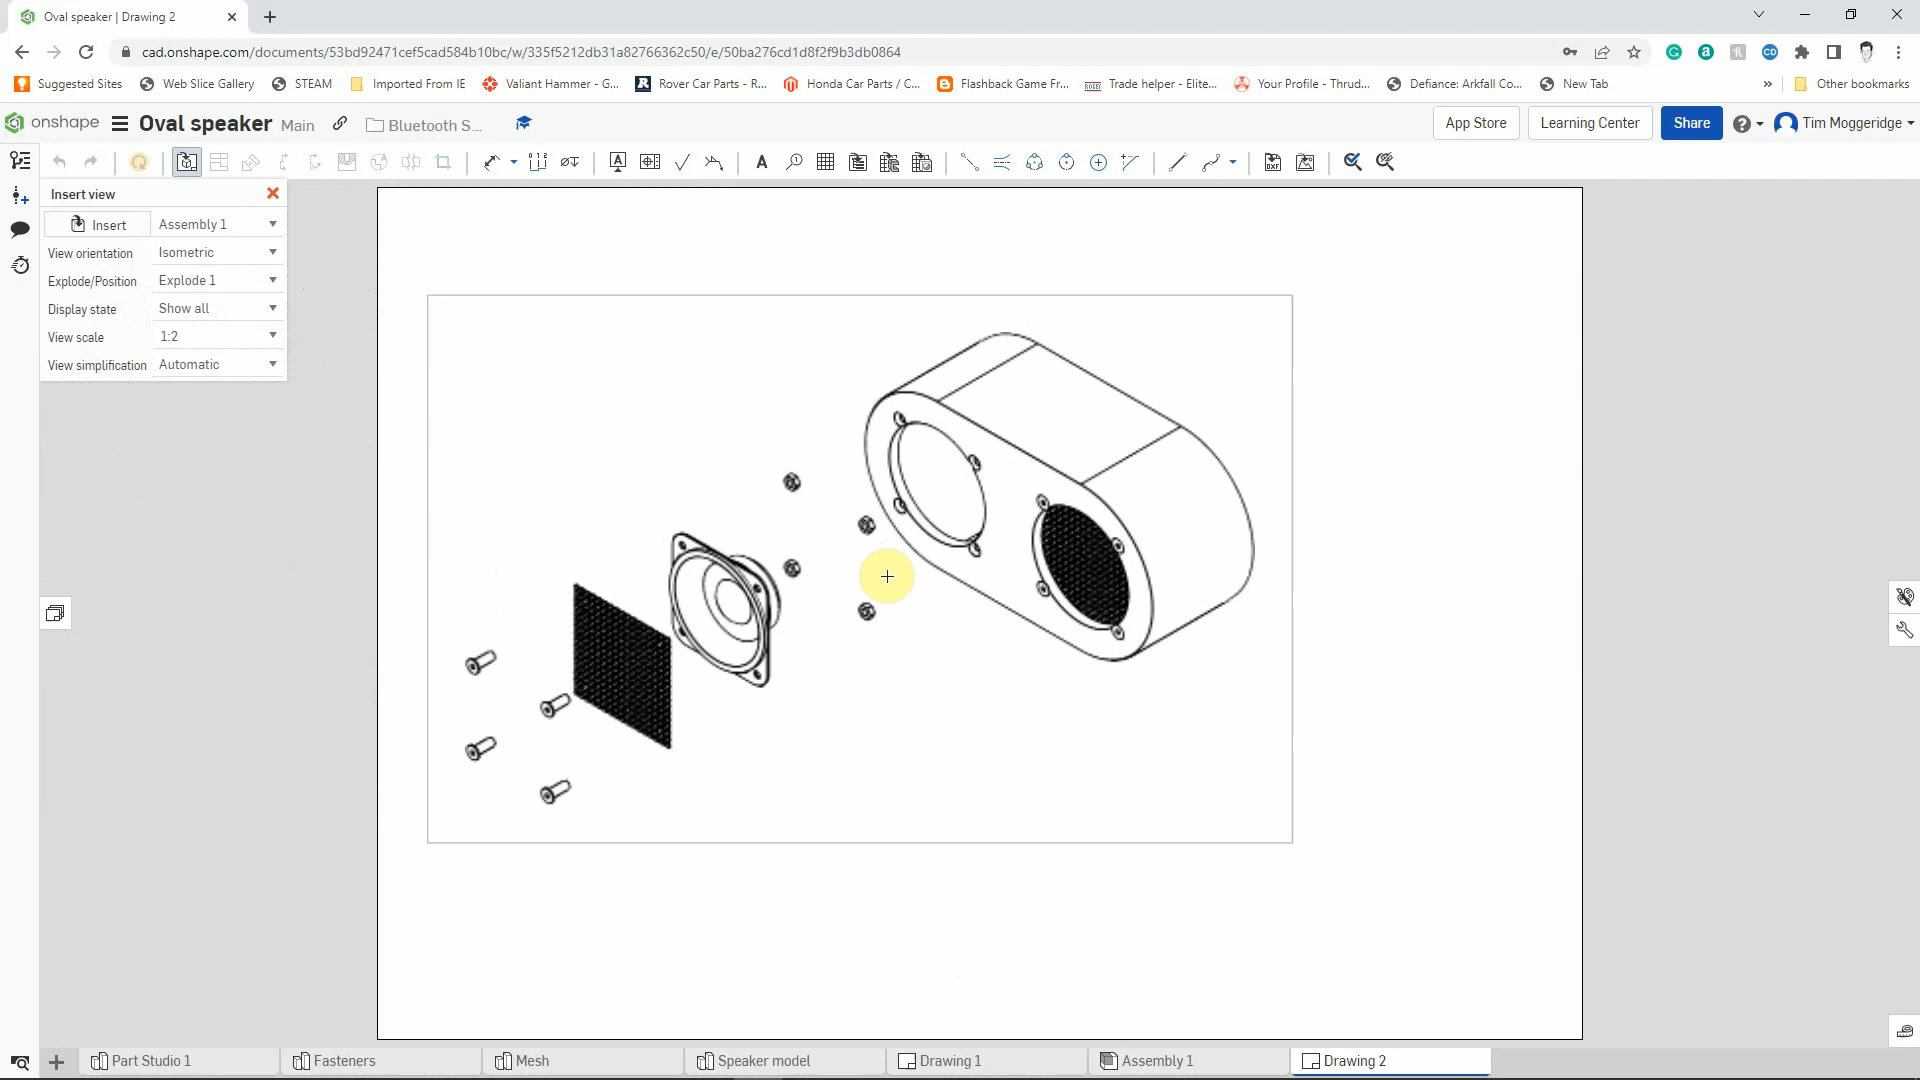 Oval speaker | Drawing 2
cad.onshape.com/documents/53bd92471cef5cad584b10bc/w/335f5212db31a82766362c50/e/50ba276cd1d8f2f9b3db0864
Suggested Sites Web Slice Gallery STEAM Imported From IE Valiant Hammer - G... Rover Car Parts - R... Honda Car Parts / C... Flashback Game Fr... Trade helper - Elite... Your Profile - Thrud... Defiance: Arkfall Co... New Tab » Other bookmarks
onshape Oval speaker Main Bluetooth S... App Store Learning Center Share Tim Moggeridge
Insert view
Insert Assembly 1
View orientation Isometric
Explode/Position Explode 1
Display state Show all
View scale 1:2
View simplification Automatic
Part Studio 1 Fasteners Mesh Speaker model Drawing 1 Assembly 1 Drawing 2